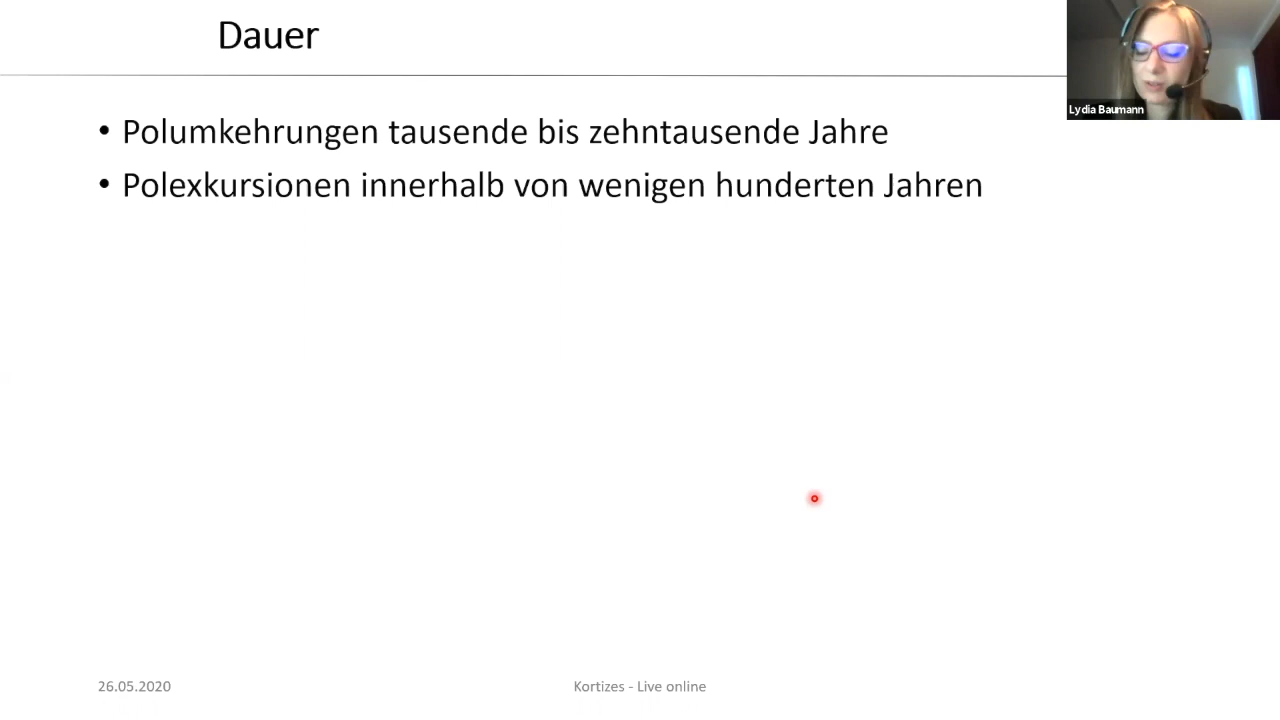 Dauer
Lydia Baumann
• Polumkehrungen tausende bis zehntausende Jahre
• Polexkursionen innerhalb von wenigen hunderten Jahren
26.05.2020
Kortizes - Live online